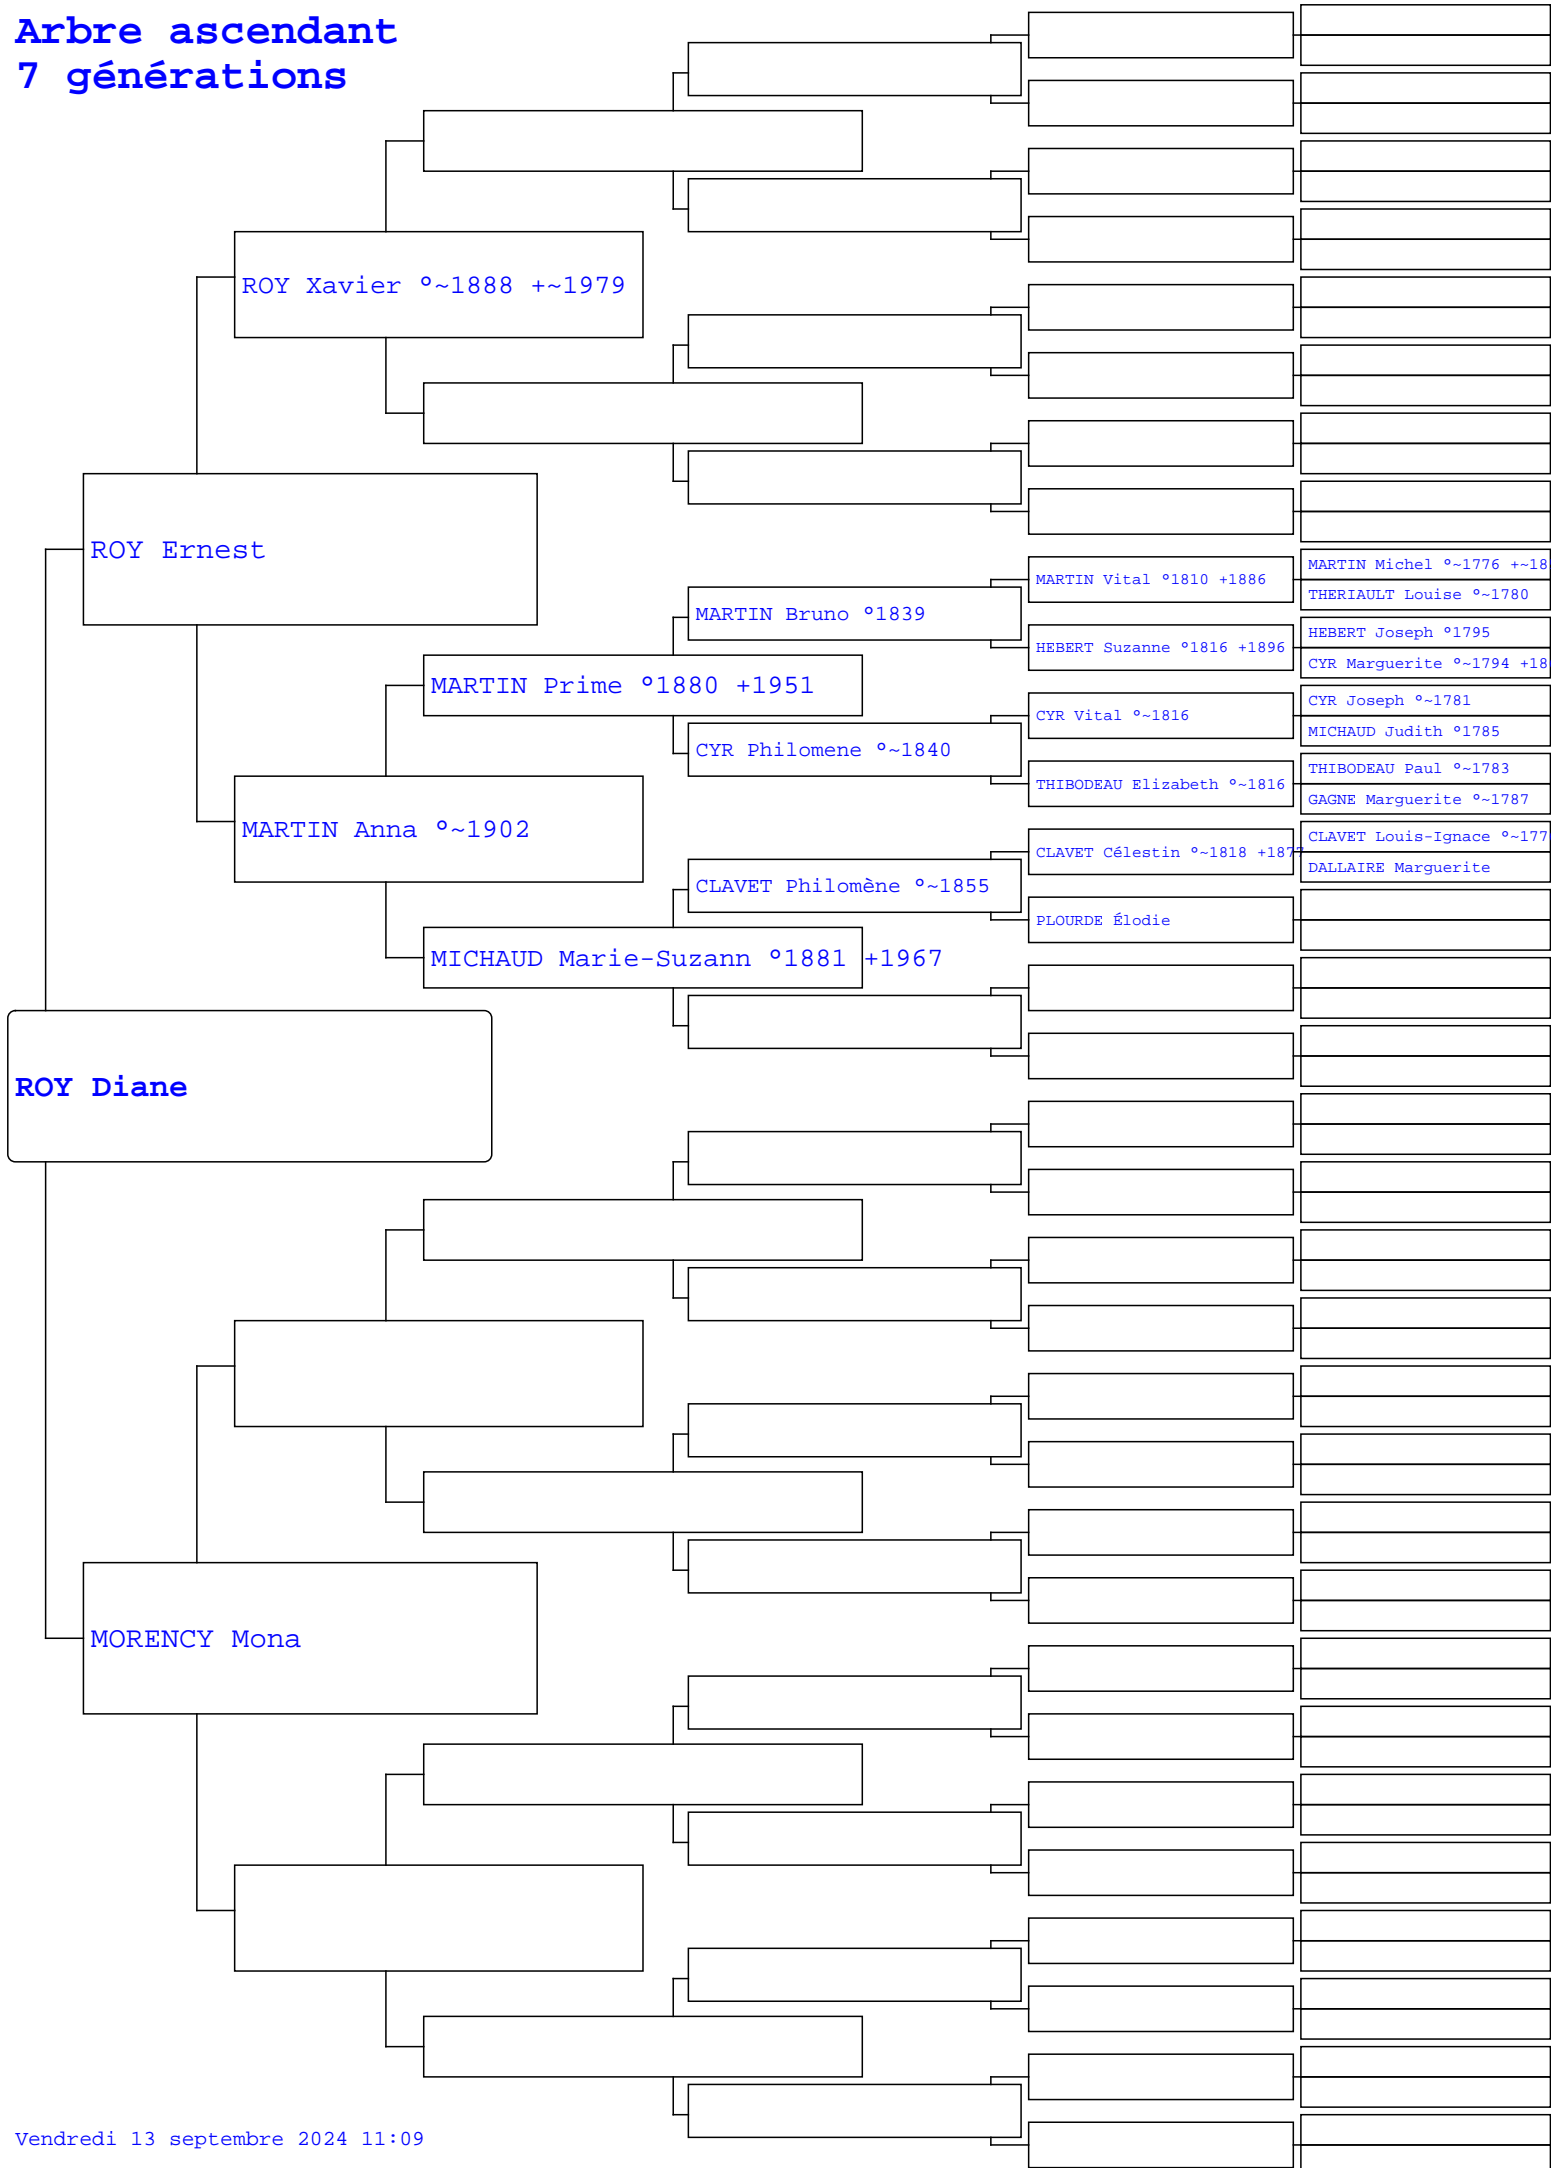 Arbre ascendant
7 générations
ROY Xavier °~1888 +~1979
ROY Ernest
MARTIN Michel °~1776 +~18
MARTIN Vital °1810 +1886
THERIAULT Louise °~1780
MARTIN Bruno °1839
HEBERT Joseph °1795
HEBERT Suzanne °1816 +1896
CYR Marguerite °~1794 +18
MARTIN Prime °1880 +1951
CYR Joseph °~1781
CYR Vital °~1816
MICHAUD Judith °1785
CYR Philomene °~1840
THIBODEAU Paul °~1783
THIBODEAU Elizabeth °~1816
GAGNE Marguerite °~1787
MARTIN Anna °~1902
CLAVET Louis-Ignace °~177
CLAVET Célestin °~1818 +1877
DALLAIRE Marguerite
CLAVET Philomène °~1855
PLOURDE Élodie
MICHAUD Marie-Suzann °1881 +1967
ROY Diane
MORENCY Mona
Vendredi 13 septembre 2024 11:09